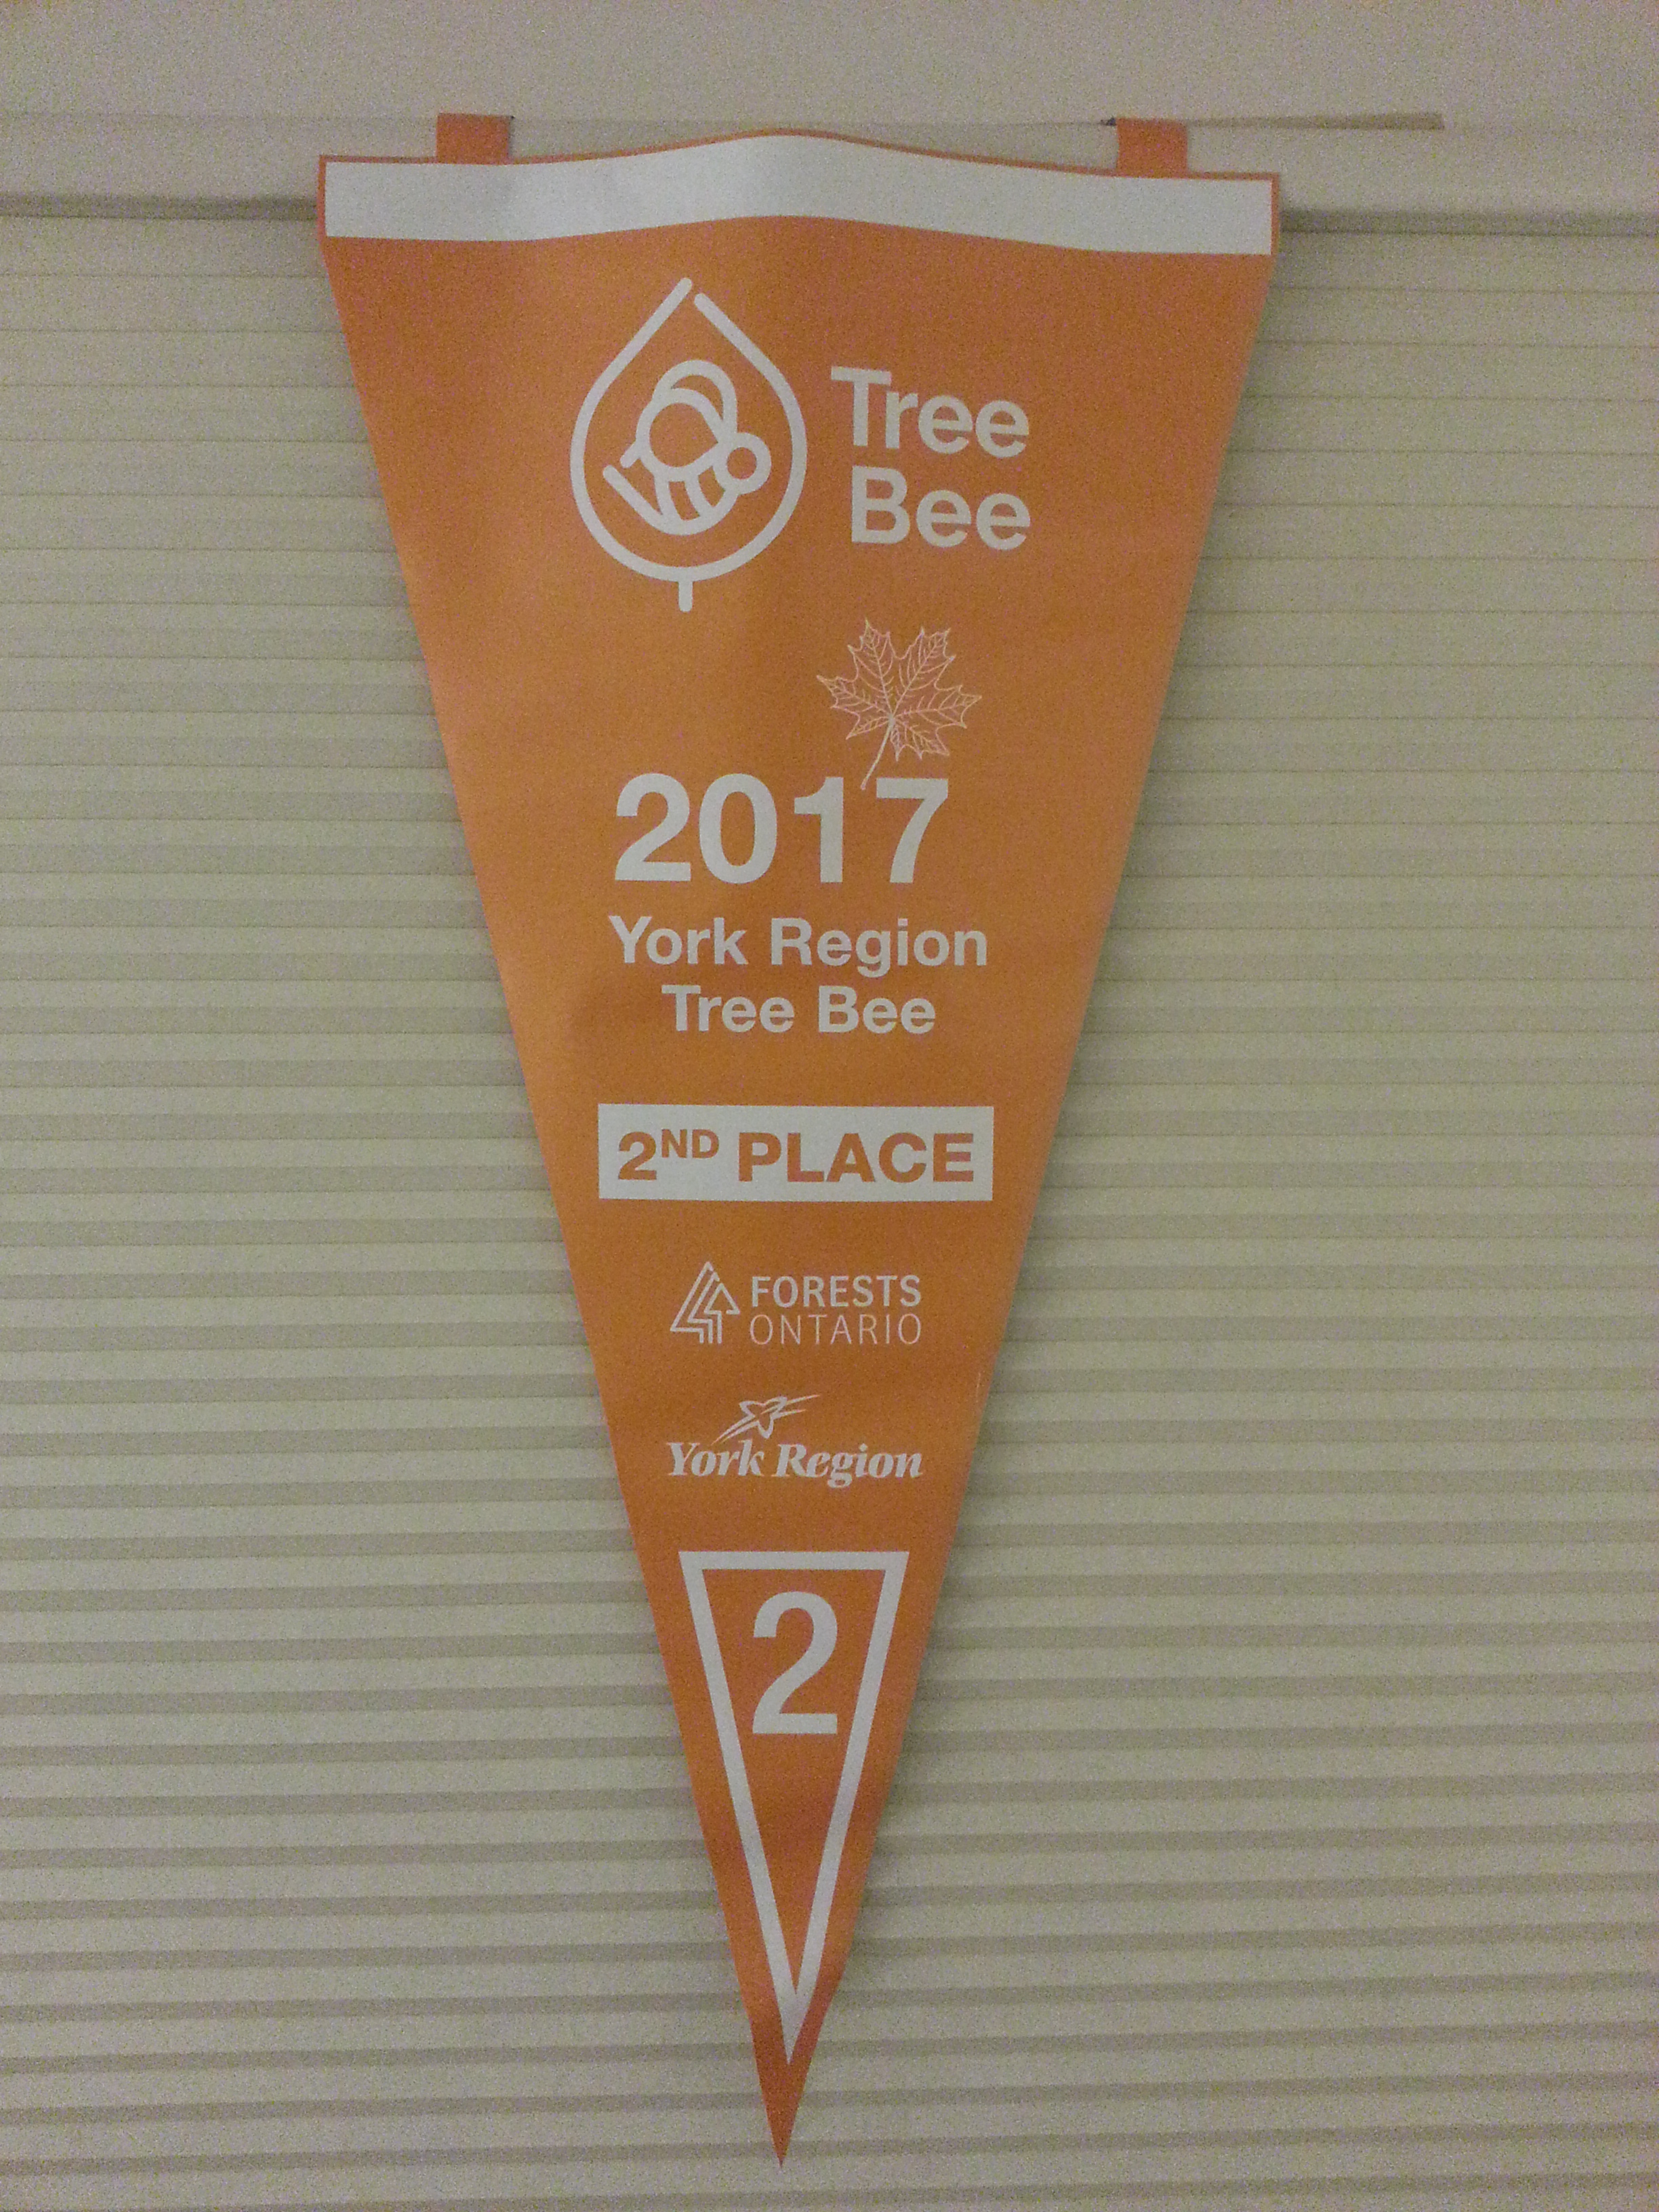 Tree
Bee
2017
York Region
Tree Bee
2ND PLACE
FORESTS
ONTARIO
York Region
2